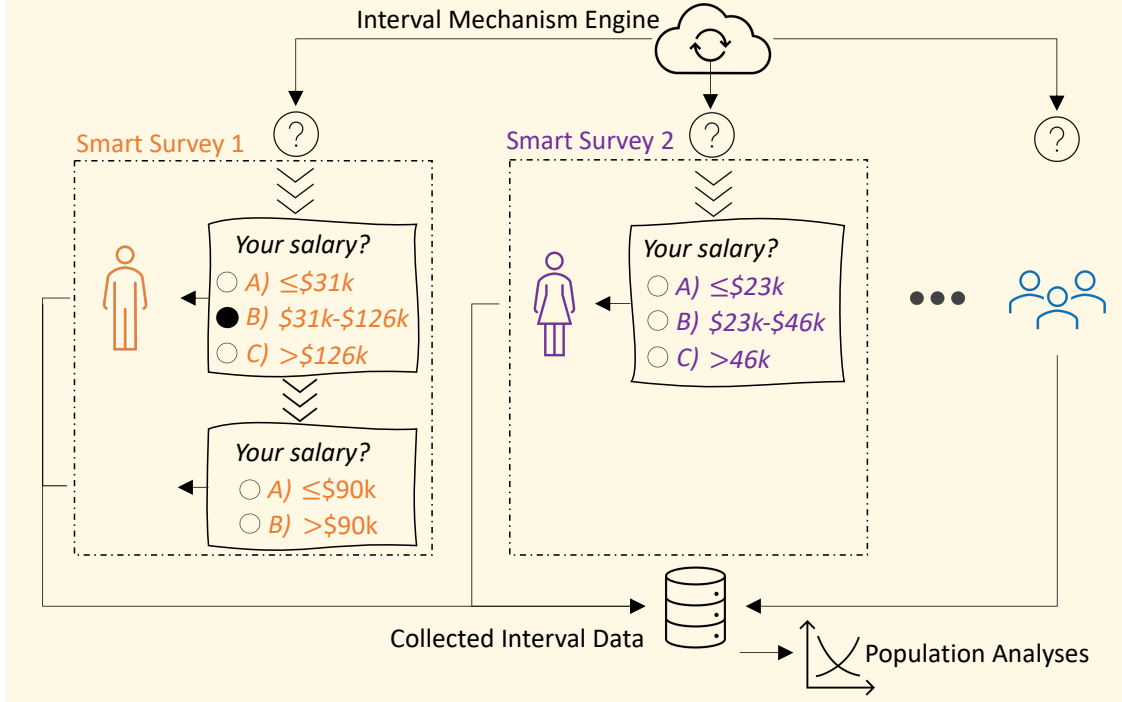 Interval Mechanism Engine
?
?
?
Smart Survey 1
Your salary?
A) ≤$31k
B) $31k-$126k
C) >$126k
Your salary?
A) ≤$90k
B) >$90k
Smart Survey 2
Your salary?
A) ≤$23k
B) $23k-$46k
C) >46k
Collected Interval Data
Population Analyses